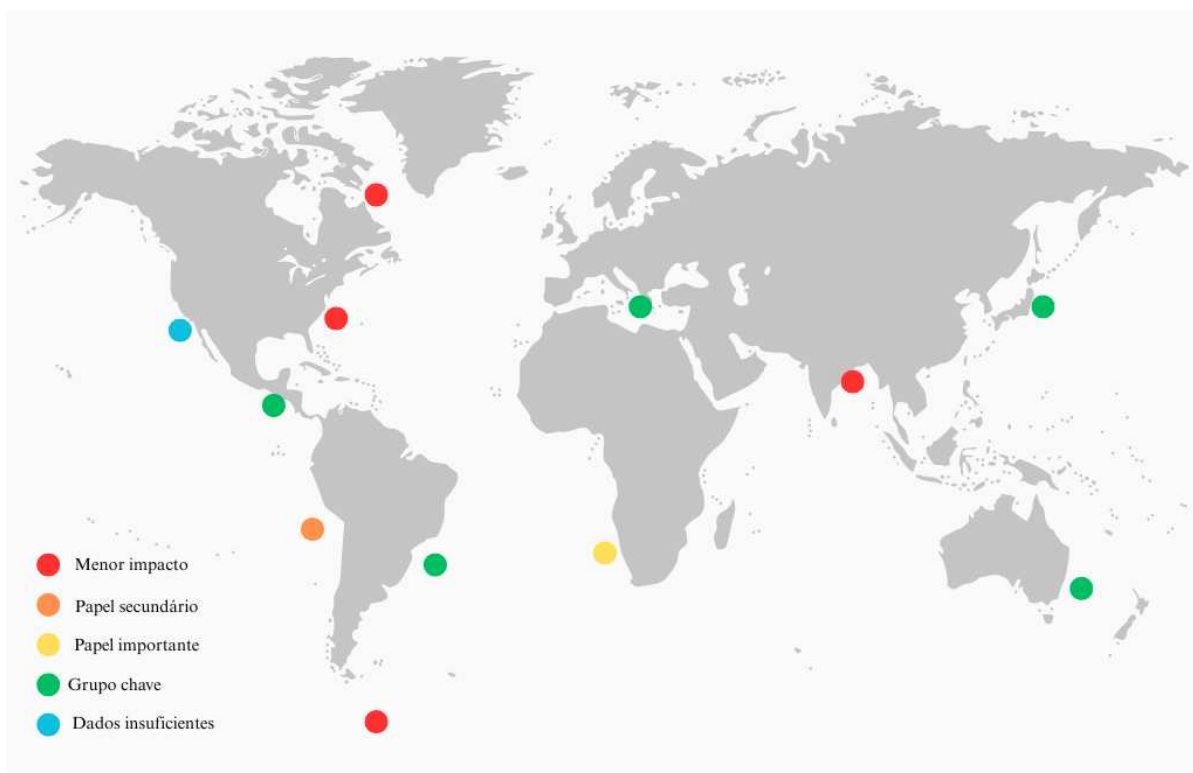 Menor impacto
Papel secundário
Papel importante
Grupo chave
Dados insuficientes